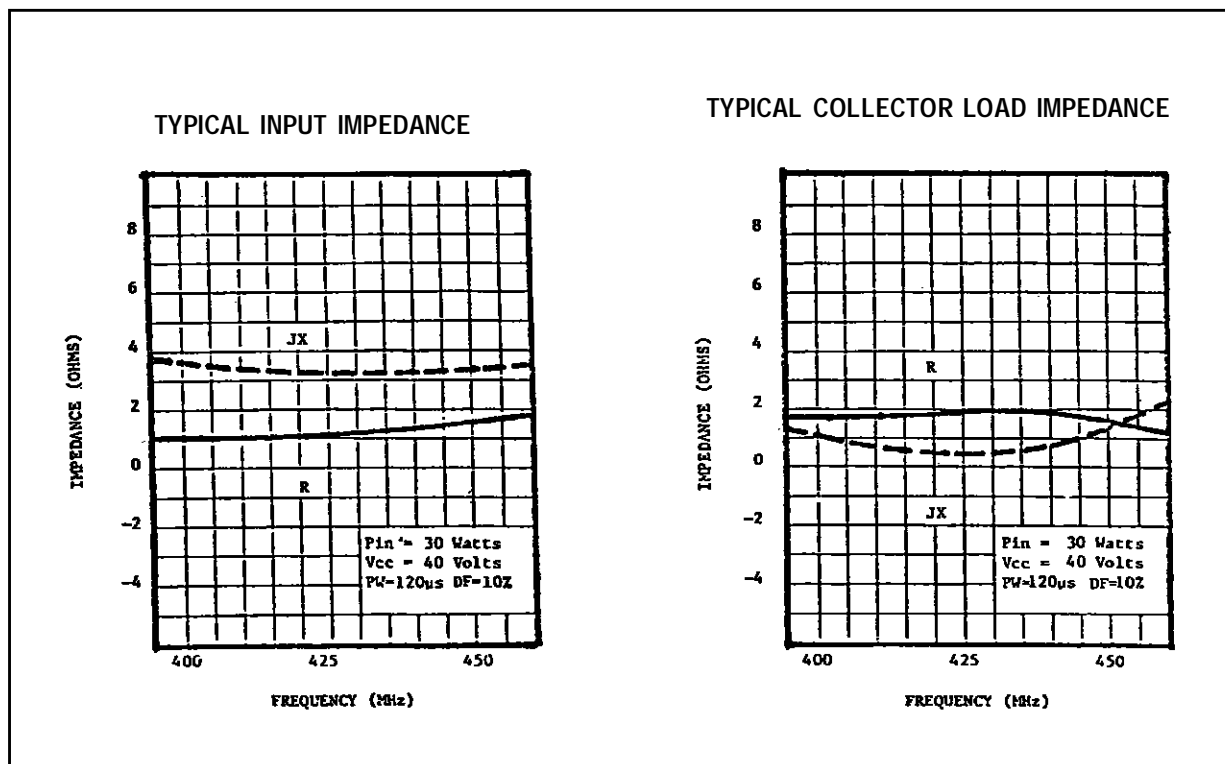 TYPICAL INPUT IMPEDANCE
IMPEDANCE (OHMS)
8
6
4
2
0
-2
-4
JX
R
Pin = 30 Watts
Vcc = 40 Volts
PW=120µs DF=10%
400 425 450
FREQUENCY (MHz)
TYPICAL COLLECTOR LOAD IMPEDANCE
IMPEDANCE (OHMS)
8
6
4
2
0
-2
-4
R
JX
Pin = 30 Watts
Vcc = 40 Volts
PW=120µs DF=10%
400 425 450
FREQUENCY (MHz)